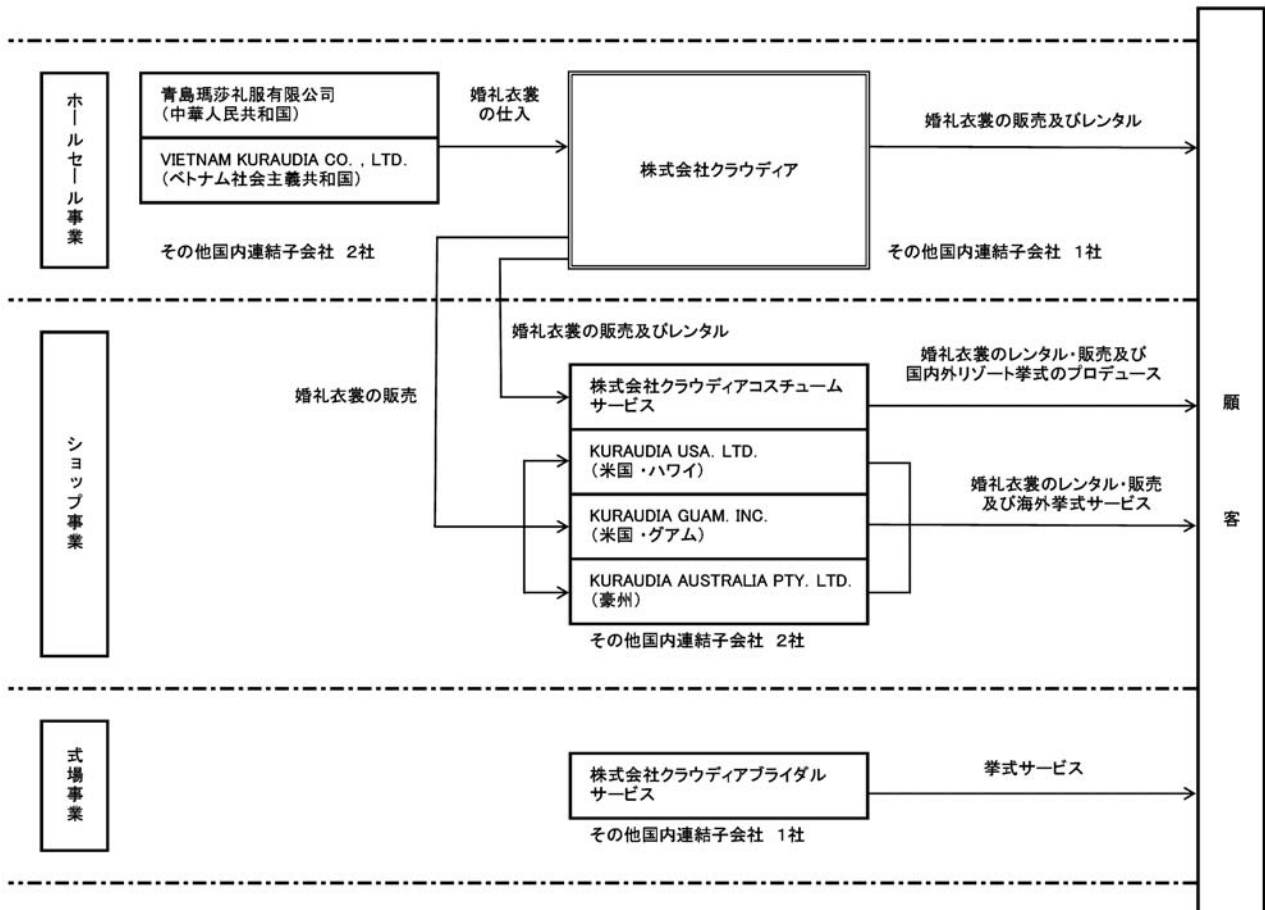 ホールセール事業
青島瑪莎礼服有限公司
（中華人民共和国）
VIETNAM KURAUDIA CO. , LTD.
（ベトナム社会主義共和国）
その他国内連結子会社 2社
婚礼衣裳
の仕入
株式会社クラウディア
婚礼衣裳の販売及びレンタル
その他国内連結子会社 1社
ショップ事業
婚礼衣裳の販売
婚礼衣裳の販売及びレンタル
株式会社クラウディアコスチューム
サービス
KURAUDIA USA. LTD.
（米国・ハワイ）
KURAUDIA GUAM. INC.
（米国・グアム）
KURAUDIA AUSTRALIA PTY. LTD.
（豪州）
その他国内連結子会社 2社
婚礼衣裳のレンタル・販売及び
国内外リゾート挙式のプロデュース
婚礼衣裳のレンタル・販売
及び海外挙式サービス
式場事業
株式会社クラウディアブライダル
サービス
その他国内連結子会社 1社
挙式サービス
顧客